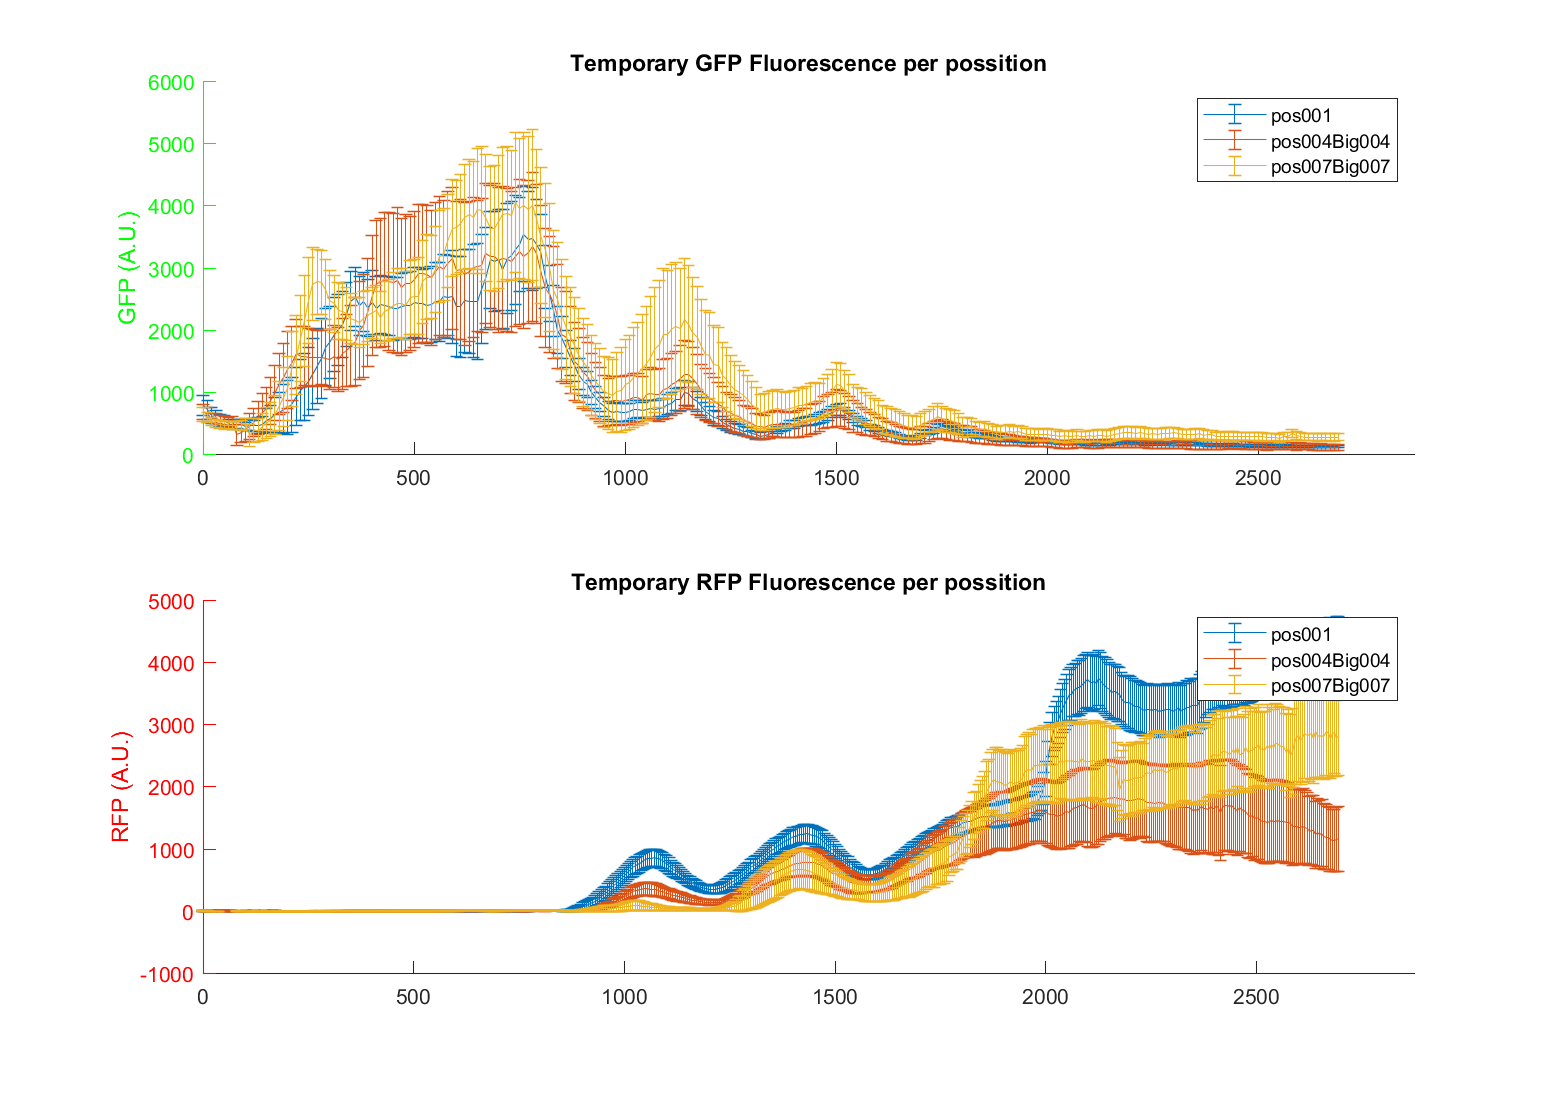 Temporary GFP Fluorescence per possition
6000
5000
4000
3000
2000
1000
0
GFP (A.U.)
0 500 1000 1500 2000 2500
pos001
pos004Big004
pos007Big007
Temporary RFP Fluorescence per possition
5000
4000
3000
2000
1000
0
-1000
RFP (A.U.)
0 500 1000 1500 2000 2500
pos001
pos004Big004
pos007Big007